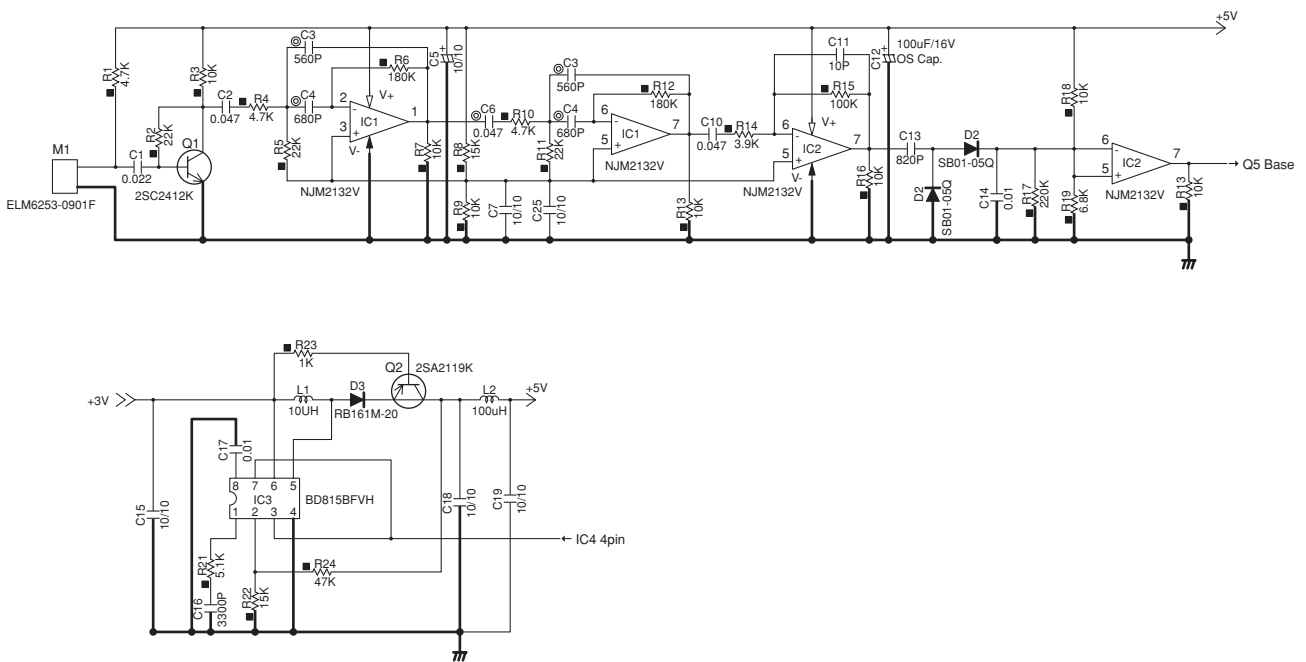 +5V
R1
4.7K
R3
10K
C3
560P
R6
180K
C5
+
10/10
C3
560P
R12
180K
C11
10P
R15
100K
C12
+
100uF/16V
OS Cap.
R18
10K
C2
0.047
R4
4.7K
C4
680P
V+
2
-
3
+
IC1
1
V-
NJM2132V
R2
22K
Q1
2SC2412K
M1
ELM6253-0901F
C1
0.022
R5
22K
R7
10K
R8
15K
C6
0.047
R10
4.7K
C4
680P
R11
22K
6
-
5
+
IC1
7
NJM2132V
C10
0.047
R14
3.9K
V+
6
-
5
+
IC2
7
V-
NJM2132V
R16
10K
C13
820P
D2
SB01-05Q
D2
SB01-05Q
C14
0.01
R17
220K
R19
6.8K
6
-
5
+
IC2
7
NJM2132V
R13
10K
Q5 Base
R9
10K
C7
10/10
C25
10/10
R13
10K
R23
1K
Q2
2SA2119K
+3V
L1
10UH
D3
RB161M-20
L2
100uH
+5V
C17
0.01
8 7 6 5
IC3
BD815BFVH
1 2 3 4
C15
10/10
C18
10/10
C19
10/10
IC4 4pin
R21
5.1K
R24
47K
C16
3300P
R22
15K